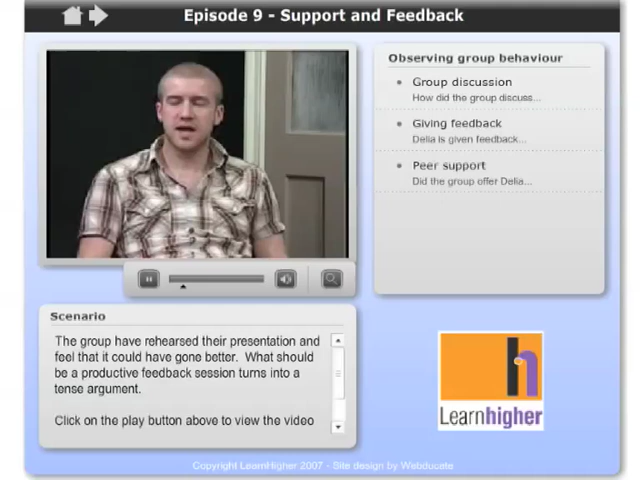 Episode 9 - Support and Feedback
Observing group behaviour
Group discussion
How did the group discuss...
Giving feedback
Delia is given feedback...
Peer support
Did the group offer Delia...
Scenario
The group have rehearsed their presentation and
feel that it could have gone better. What should
be a productive feedback session turns into a
tense argument.
Click on the play button above to view the video
h
Learnhigher
Copyright LearnHigher 2007 - Site design by Webducate